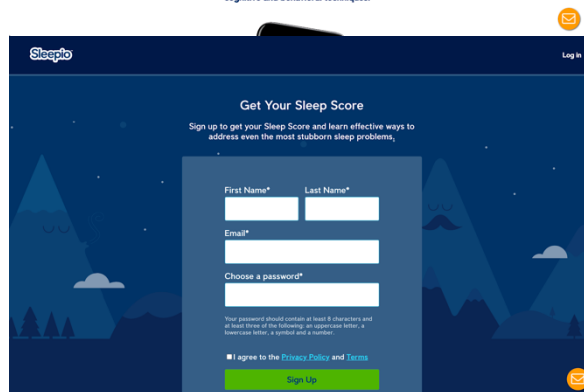 cognitive and behavioral techniques.
Sleepio
Log in
Get Your Sleep Score
Sign up to get your Sleep Score and learn effective ways to
address even the most stubborn sleep problems.
First Name* Last Name*
Email*
Choose a password*
Your password should contain at least 8 characters and
at least three of the following: an uppercase letter, a
lowercase letter, a symbol and a number.
I agree to the Privacy Policy and Terms
Sign Up